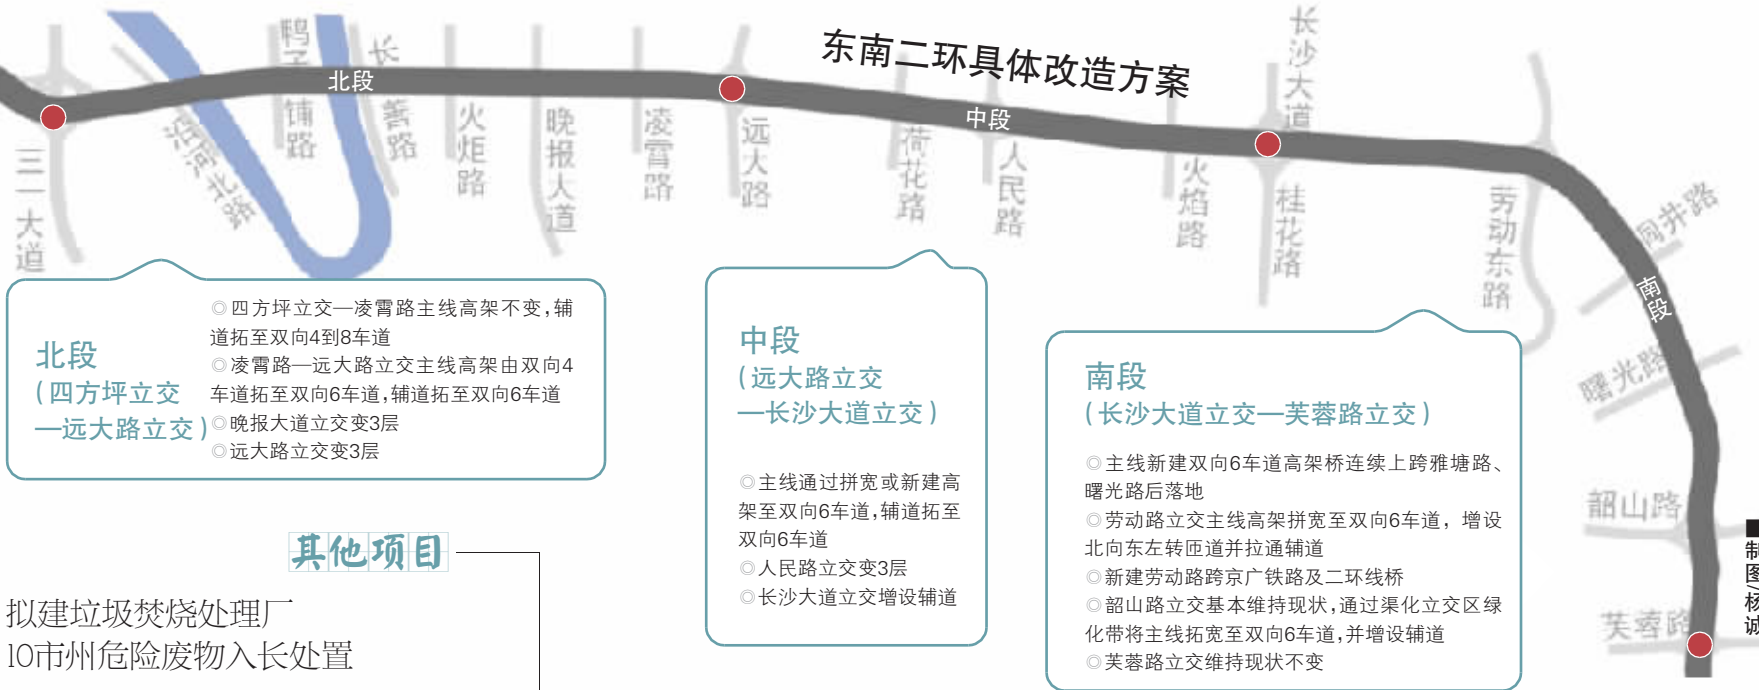 东南二环具体改造方案
北段
中段
南段
三一大道
沿河北路
鸭子铺路
长善路
火炬路
晚报大道
凌霄路
远大路
荷花路
人民路
火焰路
长沙大道
桂花路
劳动东路
井路
曙光路
韶山路
芙蓉路
北段
(四方坪立交
—远大路立交)
◎四方坪立交—凌霄路主线高架不变,辅
道拓至双向4到8车道
◎凌霄路—远大路立交主线高架由双向4
车道拓至双向6车道,辅道拓至双向6车道
◎晚报大道立交变3层
◎远大路立交变3层
中段
(远大路立交
—长沙大道立交)
◎主线通过拼宽或新建高
架至双向6车道,辅道拓至
双向6车道
◎人民路立交变3层
◎长沙大道立交增设辅道
南段
(长沙大道立交—芙蓉路立交)
◎主线新建双向6车道高架桥连续上跨雅塘路、
曙光路后落地
◎劳动路立交主线高架拼宽至双向6车道,增设
北向东左转匝道并拉通辅道
◎新建劳动路跨京广铁路及二环线桥
◎韶山路立交基本维持现状,通过渠化立交区绿
化带将主线拓宽至双向6车道,并增设辅道
◎芙蓉路立交维持现状不变
■制图/杨诚
其他项目
拟建垃圾焚烧处理厂
10市州危险废物入长处置